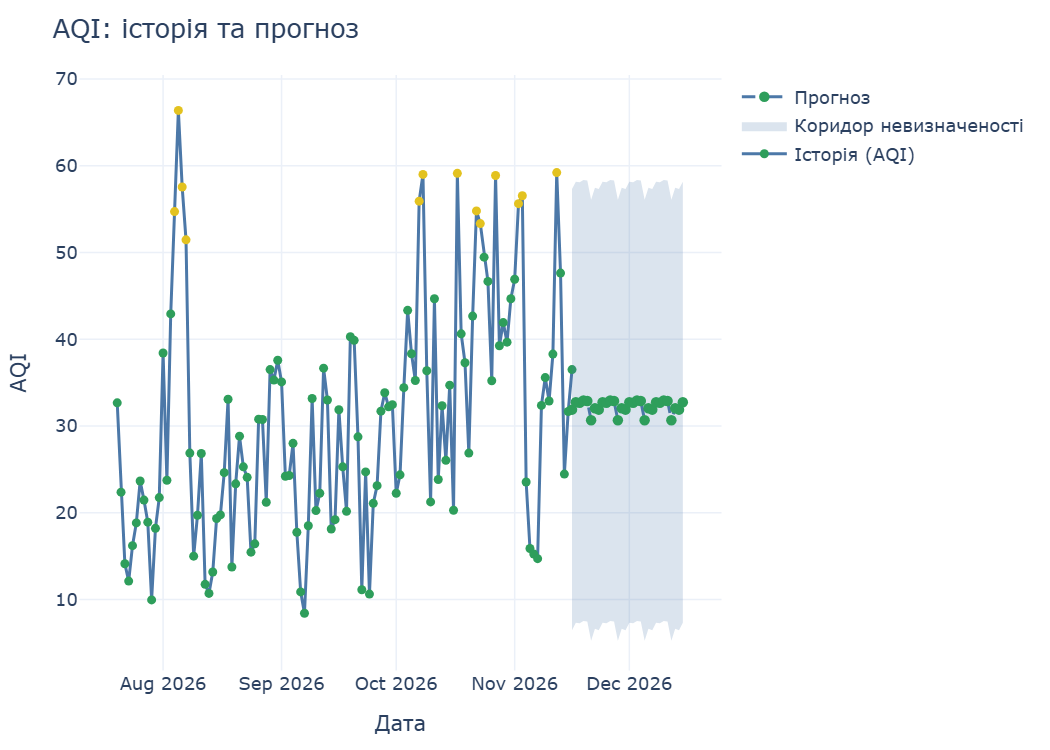 AQI: історія та прогноз
Прогноз
Коридор невизначеності
Історія (AQI)
70
60
50
40
30
20
10
AQI
Aug 2026
Sep 2026
Oct 2026
Nov 2026
Dec 2026
Дата